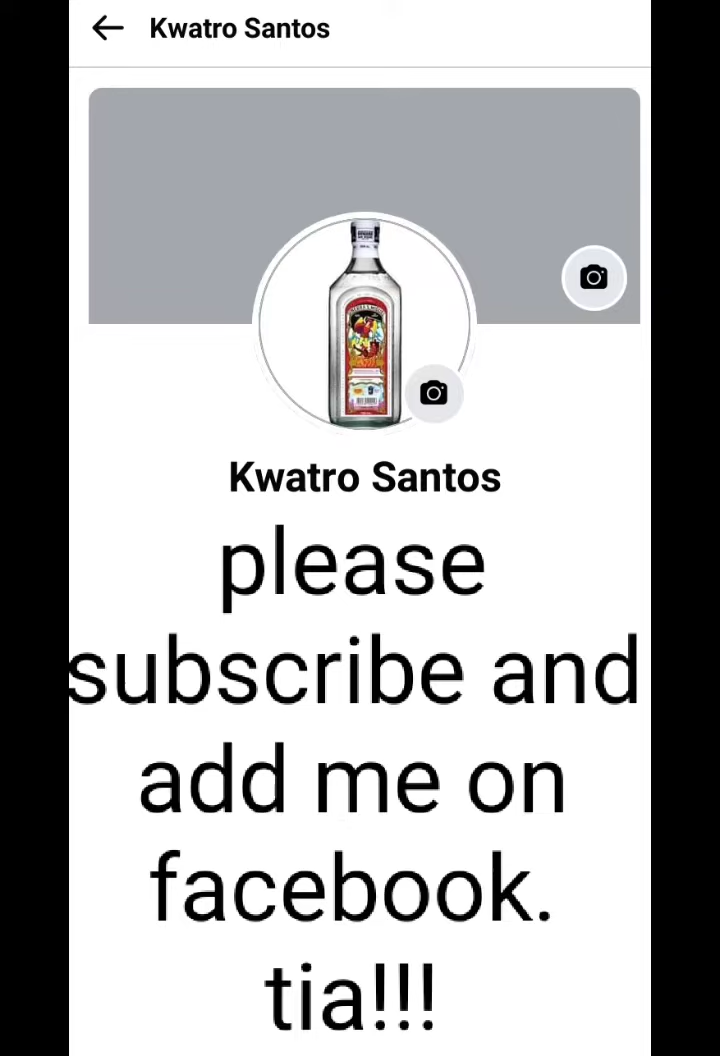 Kwatro Santos
Kwatro Santos
please
subscribe and
add me on
facebook.
tia!!!